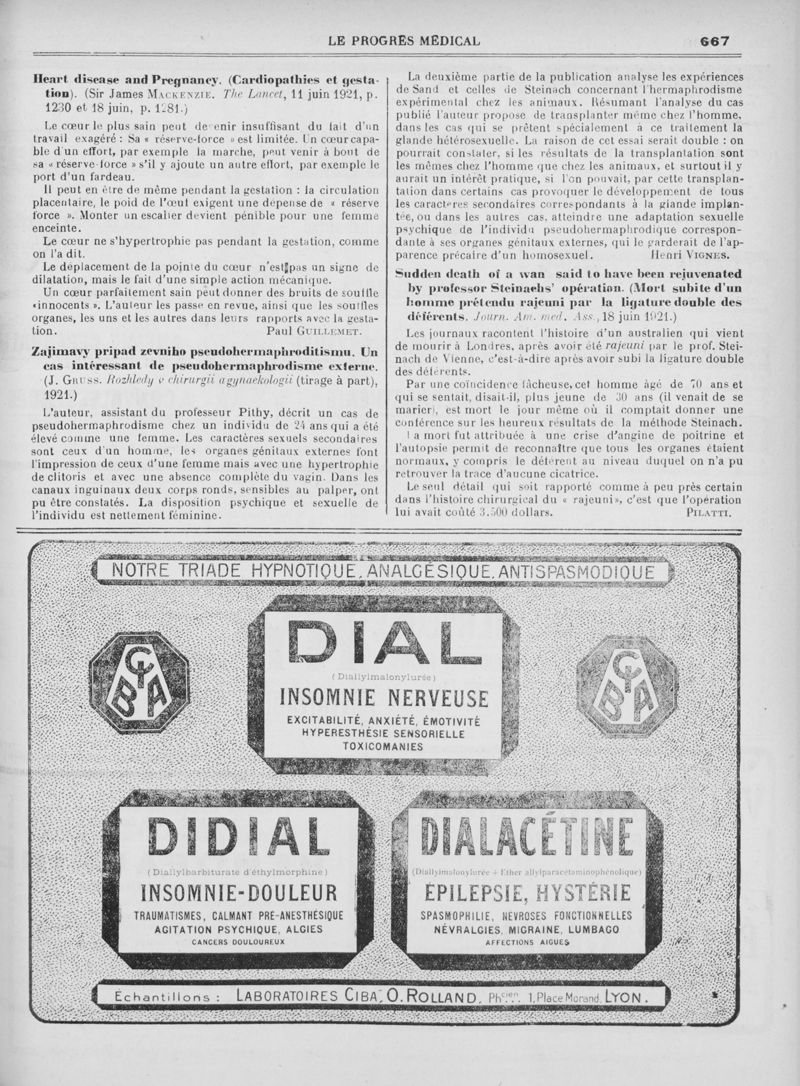 LE PROGRÈS MÉDICAL
667
Heart disease and Pregnancy. (Cardiopathies et gesta-
tion). (Sir James MACKENZIE. The Lancet, 11 juin 1921, p.
1230 et 18 juin, p. 1281.)
Le cœur le plus sain peut devenir insuffisant du fait d'un
travail exagéré : Sa « réserve-force » est limitée. Un cœur capa-
ble d'un effort, par exemple la marche, peut venir à bout de
sa « réserve-force » s'il y ajoute un autre effort, par exemple le
port d'un fardeau.
Il peut en être de même pendant la gestation : la circulation
placentaire, le poid de l'œuf exigent une dépense de « réserve
force ». Monter un escalier devient pénible pour une femme
enceinte.
Le cœur ne s'hypertrophie pas pendant la gestation, comme
on l'a dit.
Le déplacement de la pointe du cœur n'est pas un signe de
dilatation, mais le fait d'une simple action mécanique.
Un cœur parfaitement sain peut donner des bruits de souffle
«innocents ». L'auteur les passe en revue, ainsi que les souffles
organes, les uns et les autres dans leurs rapports avec la gesta-
tion. Paul GUILLEMET.
Zajimavy pripad zevniho pseudohermaphroditismu. Un
cas intéressant de pseudohermaphrodisme externe.
(J. GRUSS. Rozhledy v chirurgii a gynaekologii (tirage à part),
1921.)
L'auteur, assistant du professeur Pithy, décrit un cas de
pseudohermaphrodisme chez un individu de 24 ans qui a été
élevé comme une femme. Les caractères sexuels secondaires
sont ceux d'un homme, les organes génitaux externes font
l'impression de ceux d'une femme mais avec une hypertrophie
de clitoris et avec une absence complète du vagin. Dans les
canaux inguinaux deux corps ronds, sensibles au palper, ont
pu être constatés. La disposition psychique et sexuelle de
l'individu est nettement féminine.
La deuxième partie de la publication analyse les expériences
de Sand et celles de Steinach concernant l'hermaphrodisme
expérimental chez les animaux. Résumant l'analyse du cas
publié l'auteur propose de transplanter même chez l'homme,
dans les cas qui se prêtent spécialement à ce traitement la
glande hétérosexuelle. La raison de cet essai serait double : on
pourrait constater, si les résultats de la transplantation sont
les mêmes chez l'homme que chez les animaux, et surtout il y
aurait un intérêt pratique, si l'on pouvait, par cette transplan-
tation dans certains cas provoquer le développement de tous
les caractères secondaires correspondants à la glande implan-
tée, ou dans les autres cas, atteindre une adaptation sexuelle
psychique de l'individu pseudohermaphrodique correspon-
dante à ses organes génitaux externes, qui le garderait de l'ap-
parence précaire d'un homosexuel. Henri VIGNES.
Sudden death of a wan said to have been rejuvenated
by professor Steinachs' opération. (Mort subite d'un
homme prétendu rajeuni par la ligature double des
déférents. Journ. Am. med. Ass., 18 juin 1921.)
Les journaux racontent l'histoire d'un australien qui vient
de mourir à Londres, après avoir été rajeuni par le prof. Stei-
nach de Vienne, c'est-à-dire après avoir subi la ligature double
des déférents.
Par une coïncidence fâcheuse, cet homme âgé de 70 ans et
qui se sentait, disait-il, plus jeune de 30 ans (il venait de se
marier), est mort le jour même où il comptait donner une
conférence sur les heureux résultats de la méthode Steinach.
La mort fut attribuée à une crise d'angine de poitrine et
l'autopsie permit de reconnaître que tous les organes étaient
normaux, y compris le déférent au niveau duquel on n'a pu
retrouver la trace d'aucune cicatrice.
Le seul détail qui soit rapporté comme à peu près certain
dans l'histoire chirurgical du « rajeuni », c'est que l'opération
lui avait coûté 3.500 dollars. PILATTI.
NOTRE TRIADE HYPNOTIQUE, ANALGÉSIQUE, ANTISPASMODIQUE
CIBA
DIAL
(Diallylmalonylurée)
INSOMNIE NERVEUSE
EXCITABILITÉ, ANXIÉTÉ, ÉMOTIVITÉ
HYPERESTHÉSIE SENSORIELLE
TOXICOMANIES
CIBA
DIDIAL
(Diallylbarbiturate d'éthylmorphine)
INSOMNIE-DOULEUR
TRAUMATISMES, CALMANT PRÉ-ANESTHÉSIQUE
AGITATION PSYCHIQUE, ALGIES
CANCERS DOULOUREUX
DIALACÉTINE
(Diallylmalonylurée + Éther allylparacétaminophénolique)
ÉPILEPSIE, HYSTÉRIE
SPASMOPHILIE, NÉVROSES FONCTIONNELLES
NÉVRALGIES, MIGRAINE, LUMBAGO
AFFECTIONS AIGUES
Échantillons : LABORATOIRES CIBA, O. ROLLAND, Phcien, 1, Place Morand, LYON.